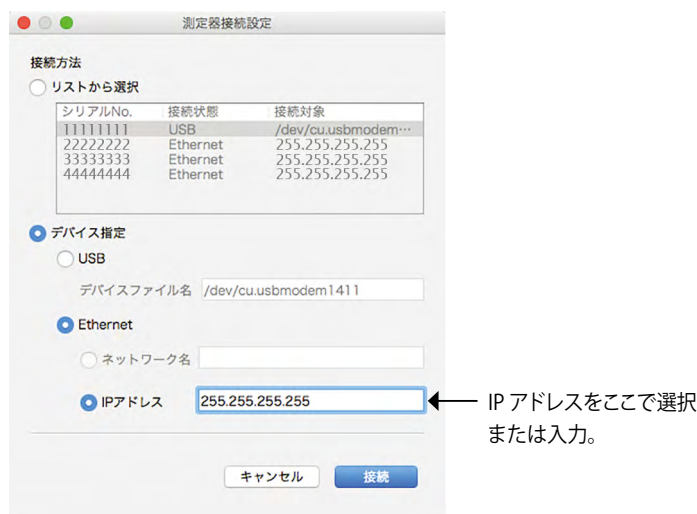 測定器接続設定
接続方法
リストから選択
シリアルNo. 接続状態 接続対象
11111111 USB /dev/cu.usbmodem…
22222222 Ethernet 255.255.255.255
33333333 Ethernet 255.255.255.255
44444444 Ethernet 255.255.255.255
デバイス指定
USB
デバイスファイル名 /dev/cu.usbmodem1411
Ethernet
ネットワーク名
IPアドレス 255.255.255.255
IP アドレスをここで選択
または入力。
キャンセル 接続